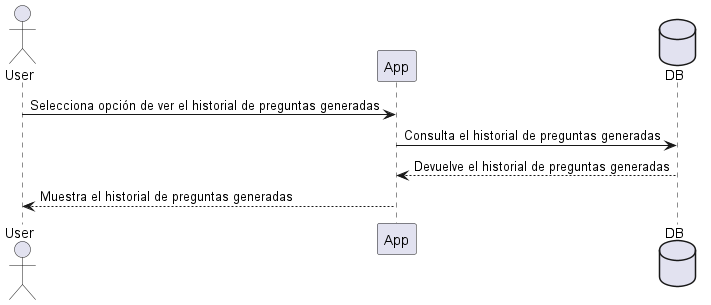 User
App
DB
Selecciona opción de ver el historial de preguntas generadas
Consulta el historial de preguntas generadas
Devuelve el historial de preguntas generadas
Muestra el historial de preguntas generadas
User
App
DB